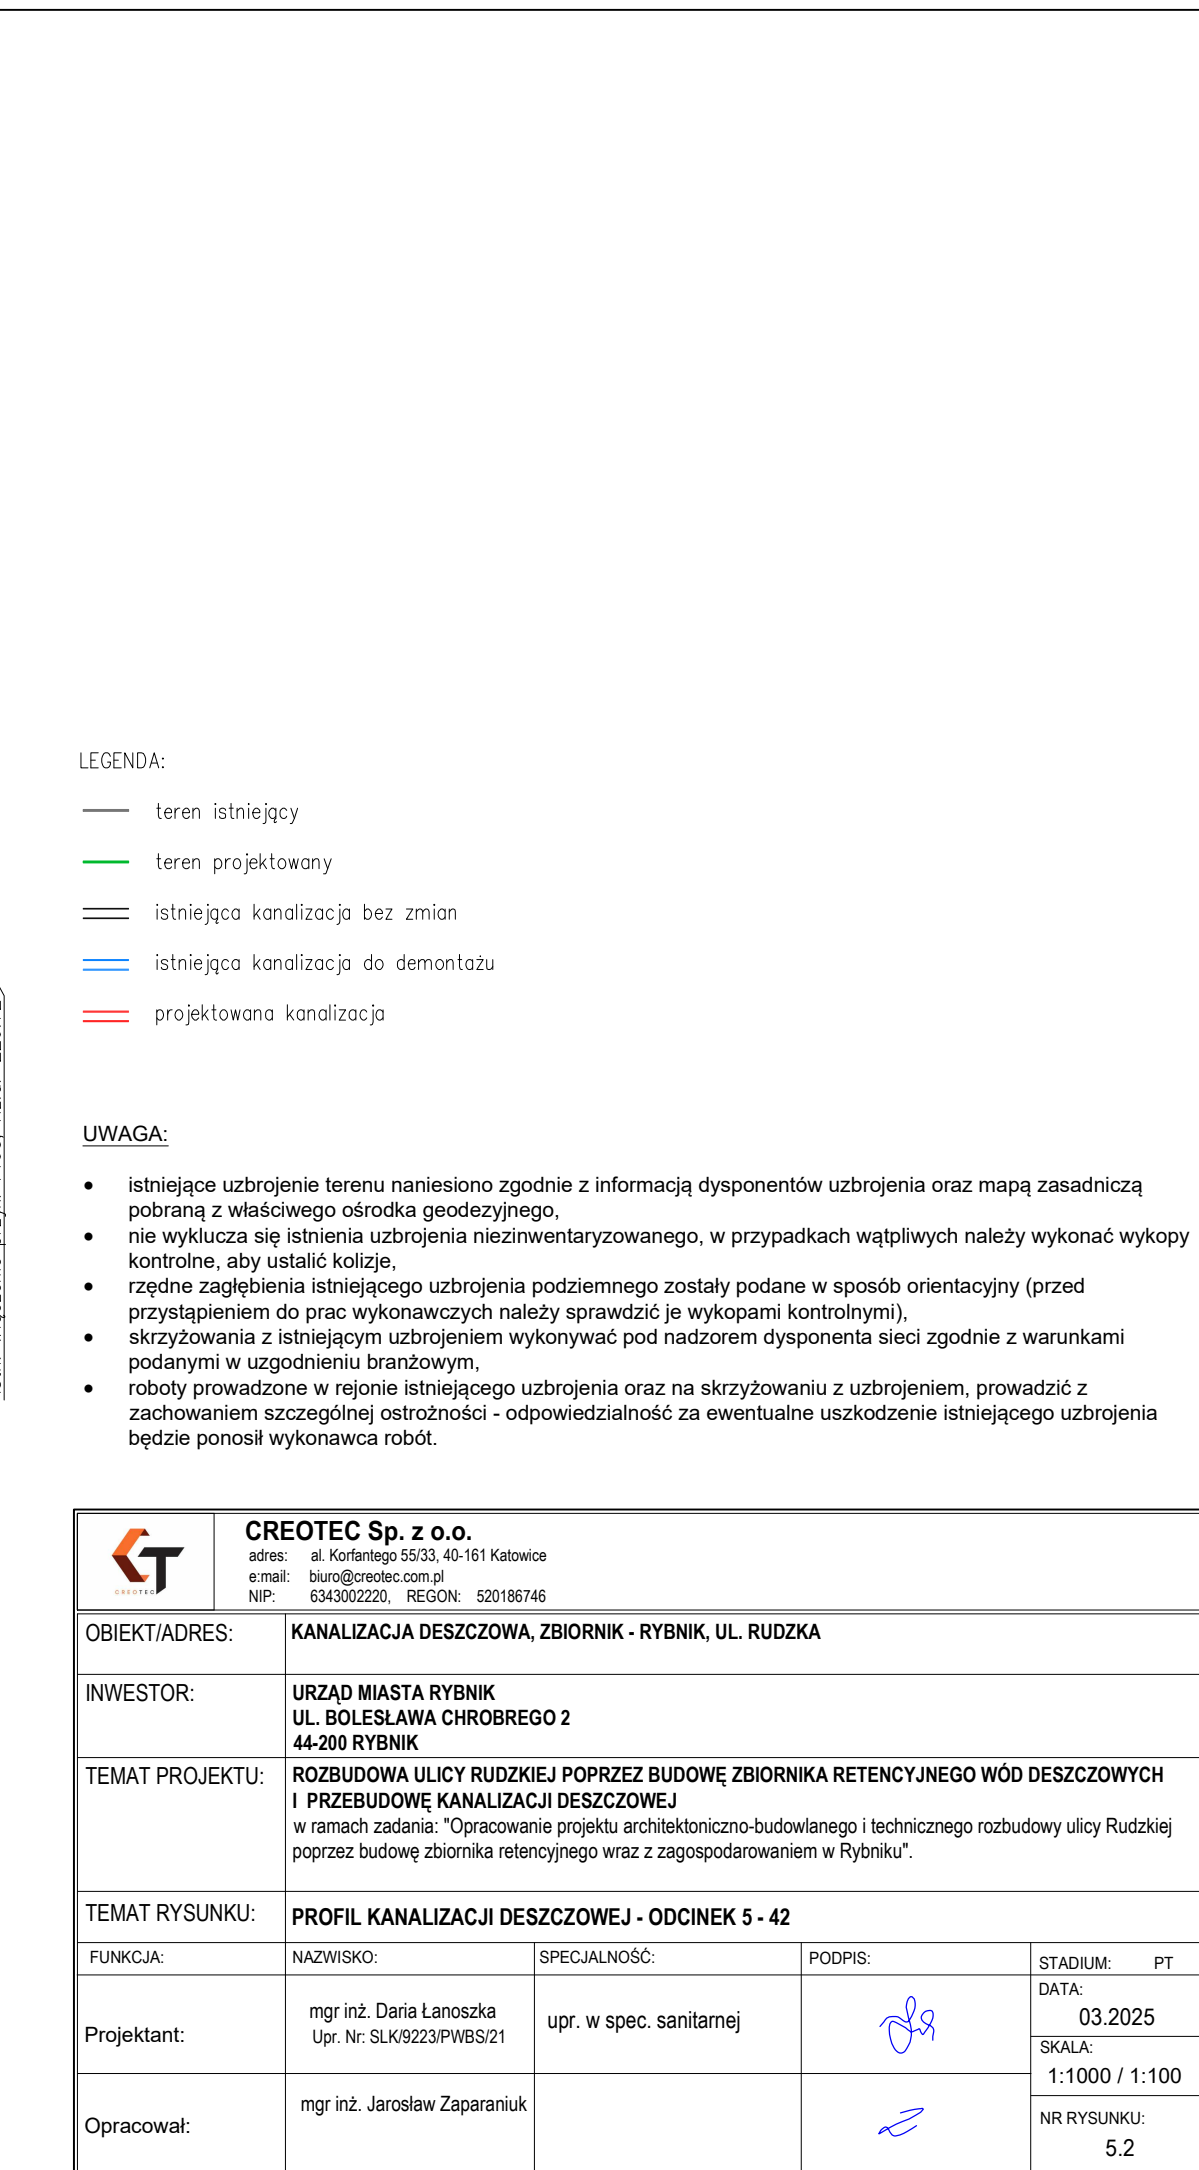 LEGENDA:
teren istniejący
teren projektowany
istniejąca kanalizacja bez zmian
istniejąca kanalizacja do demontażu
projektowana kanalizacja
UWAGA:
• istniejące uzbrojenie terenu naniesiono zgodnie z informacją dysponentów uzbrojenia oraz mapą zasadniczą
pobraną z właściwego ośrodka geodezyjnego,
• nie wyklucza się istnienia uzbrojenia niezinwentaryzowanego, w przypadkach wątpliwych należy wykonać wykopy
kontrolne, aby ustalić kolizje,
• rzędne zagłębienia istniejącego uzbrojenia podziemnego zostały podane w sposób orientacyjny (przed
przystąpieniem do prac wykonawczych należy sprawdzić je wykopami kontrolnymi),
• skrzyżowania z istniejącym uzbrojeniem wykonywać pod nadzorem dysponenta sieci zgodnie z warunkami
podanymi w uzgodnieniu branżowym,
• roboty prowadzone w rejonie istniejącego uzbrojenia oraz na skrzyżowaniu z uzbrojeniem, prowadzić z
zachowaniem szczególnej ostrożności - odpowiedzialność za ewentualne uszkodzenie istniejącego uzbrojenia
będzie ponosił wykonawca robót.
CREOTEC
CREOTEC Sp. z o.o.
adres: al. Korfantego 55/33, 40-161 Katowice
e:mail: biuro@creotec.com.pl
NIP: 6343002220, REGON: 520186746
OBIEKT/ADRES: KANALIZACJA DESZCZOWA, ZBIORNIK - RYBNIK, UL. RUDZKA
INWESTOR: URZĄD MIASTA RYBNIK
UL. BOLESŁAWA CHROBREGO 2
44-200 RYBNIK
TEMAT PROJEKTU: ROZBUDOWA ULICY RUDZKIEJ POPRZEZ BUDOWĘ ZBIORNIKA RETENCYJNEGO WÓD DESZCZOWYCH
I PRZEBUDOWĘ KANALIZACJI DESZCZOWEJ
w ramach zadania: "Opracowanie projektu architektoniczno-budowlanego i technicznego rozbudowy ulicy Rudzkiej
poprzez budowę zbiornika retencyjnego wraz z zagospodarowaniem w Rybniku".
TEMAT RYSUNKU: PROFIL KANALIZACJI DESZCZOWEJ - ODCINEK 5 - 42
FUNKCJA: NAZWISKO: SPECJALNOŚĆ: PODPIS: STADIUM: PT
Projektant: mgr inż. Daria Łanoszka
Upr. Nr: SLK/9223/PWBS/21
upr. w spec. sanitarnej
DATA:
03.2025
SKALA:
1:1000 / 1:100
Opracował: mgr inż. Jarosław Zaparaniuk
NR RYSUNKU:
5.2